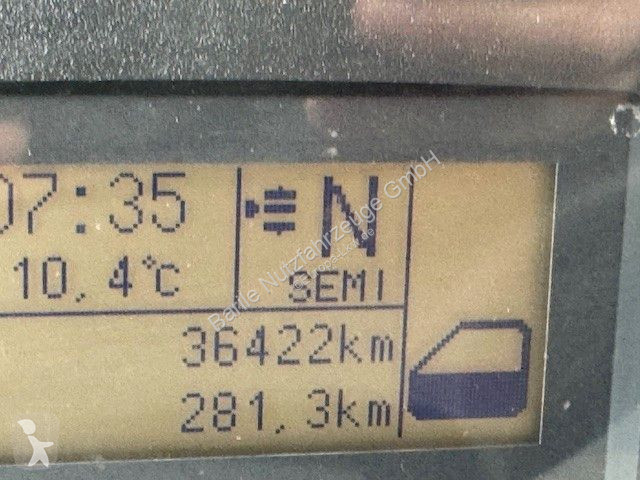 07:35
N
10,4°C
SEMI
36422km
281,3km
Bartle Nutzfahrzeuge GmbH